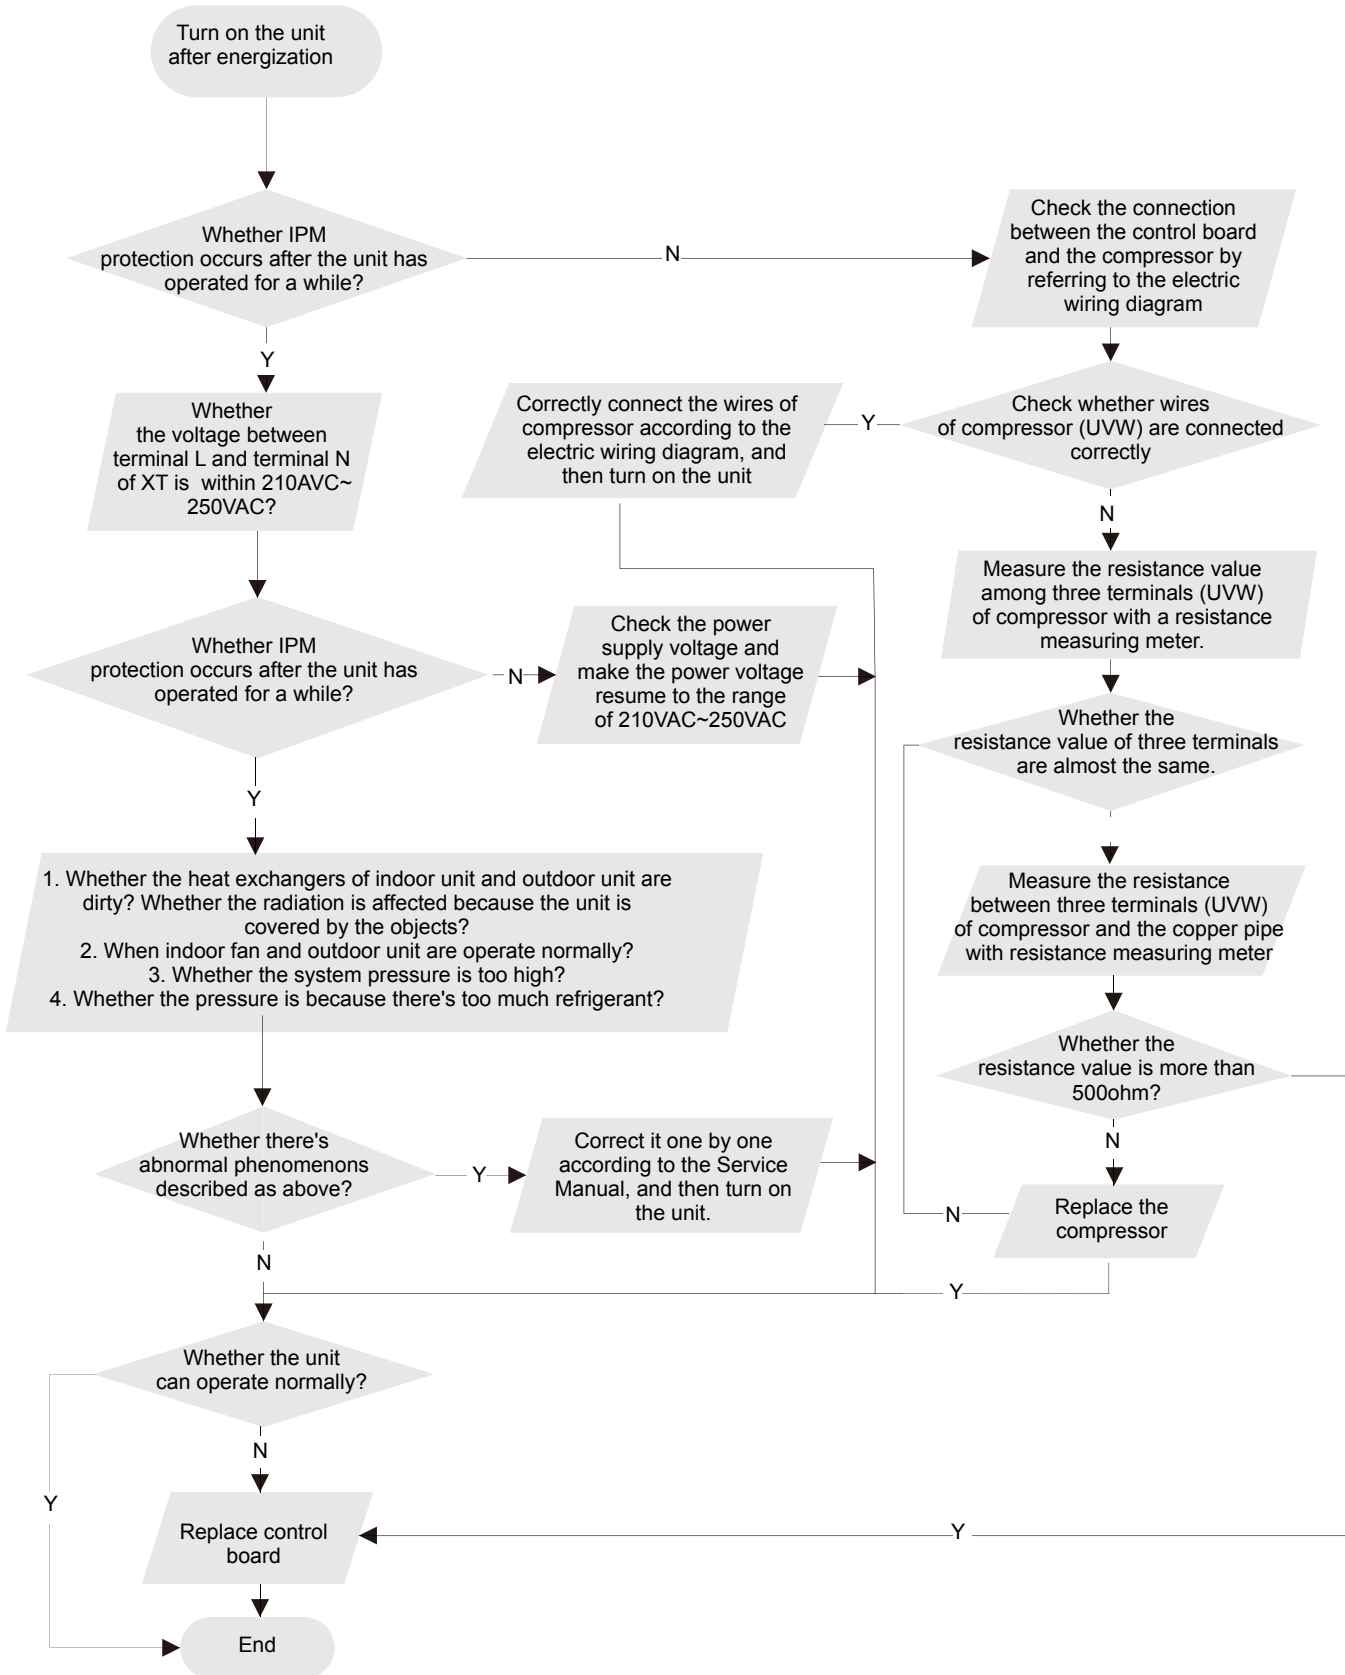 Turn on the unit
after energization
Whether IPM
protection occurs after the unit has
operated for a while?
N
Check the connection
between the control board
and the compressor by
referring to the electric
wiring diagram
Y
Whether
the voltage between
terminal L and terminal N
of XT is within 210AVC~
250VAC?
Correctly connect the wires of
compressor according to the
electric wiring diagram, and
then turn on the unit
Y
Check whether wires
of compressor (UVW) are connected
correctly
N
Measure the resistance value
among three terminals (UVW)
of compressor with a resistance
measuring meter.
Whether IPM
protection occurs after the unit has
operated for a while?
N
Check the power
supply voltage and
make the power voltage
resume to the range
of 210VAC~250VAC
Whether the
resistance value of three terminals
are almost the same.
Y
1. Whether the heat exchangers of indoor unit and outdoor unit are
dirty? Whether the radiation is affected because the unit is
covered by the objects?
2. When indoor fan and outdoor unit are operate normally?
3. Whether the system pressure is too high?
4. Whether the pressure is because there's too much refrigerant?
Measure the resistance
between three terminals (UVW)
of compressor and the copper pipe
with resistance measuring meter
Whether the
resistance value is more than
500ohm?
N
Whether there's
abnormal phenomenons
described as above?
Y
Correct it one by one
according to the Service
Manual, and then turn on
the unit.
N
Replace the
compressor
N
Y
Whether the unit
can operate normally?
N
Y
Replace control
board
Y
End